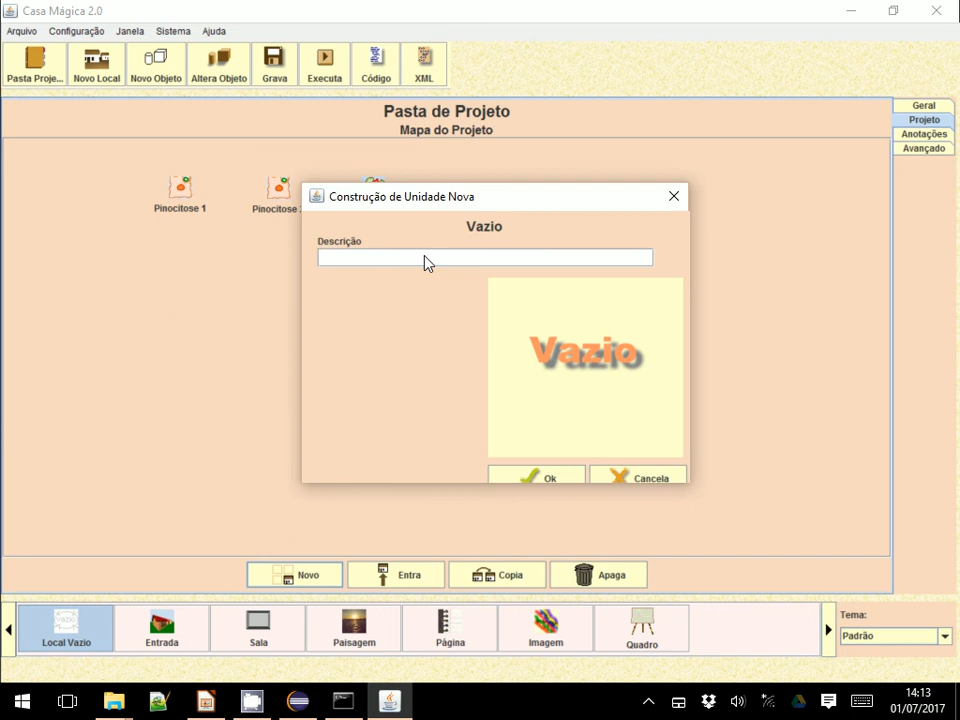 Casa Mágica 2.0
Arquivo Configuração Janela Sistema Ajuda
Pasta Proje... Novo Local Novo Objeto Altera Objeto Grava Executa Código XML
Pasta de Projeto
Mapa do Projeto
Geral
Projeto
Anotações
Avançado
Pinocitose 1
Pinocitose
Construção de Unidade Nova
Vazio
Descrição
Vazio
Ok Cancela
Novo Entra Copia Apaga
Local Vazio Entrada Sala Paisagem Página Imagem Quadro
Tema:
Padrão
14:13
01/07/2017